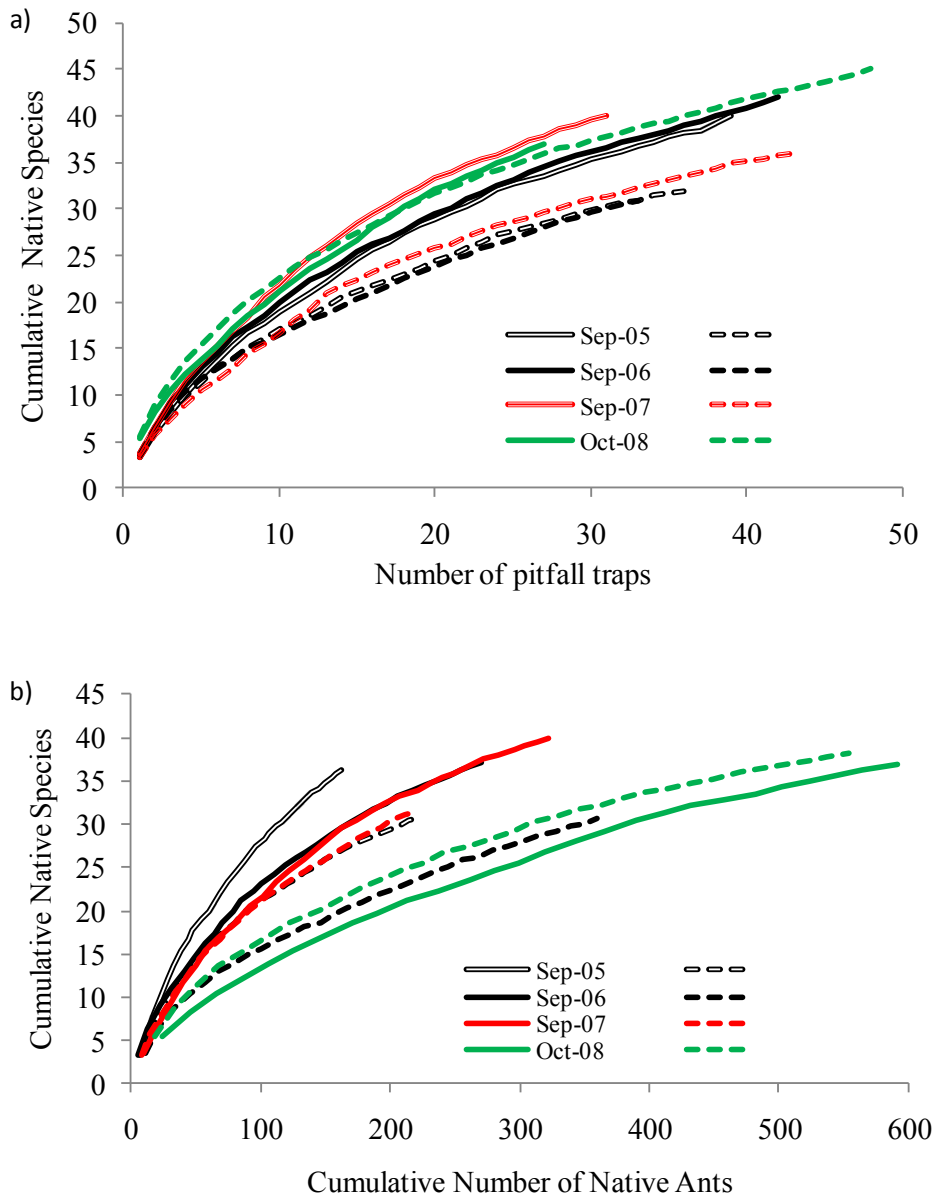 a)
50
45
40
35
30
25
20
15
10
5
0
Cumulative Native Species
Sep-05
Sep-06
Sep-07
Oct-08
0 10 20 30 40 50
Number of pitfall traps
b)
45
40
35
30
25
20
15
10
5
0
Cumulative Native Species
Sep-05
Sep-06
Sep-07
Oct-08
0 100 200 300 400 500 600
Cumulative Number of Native Ants